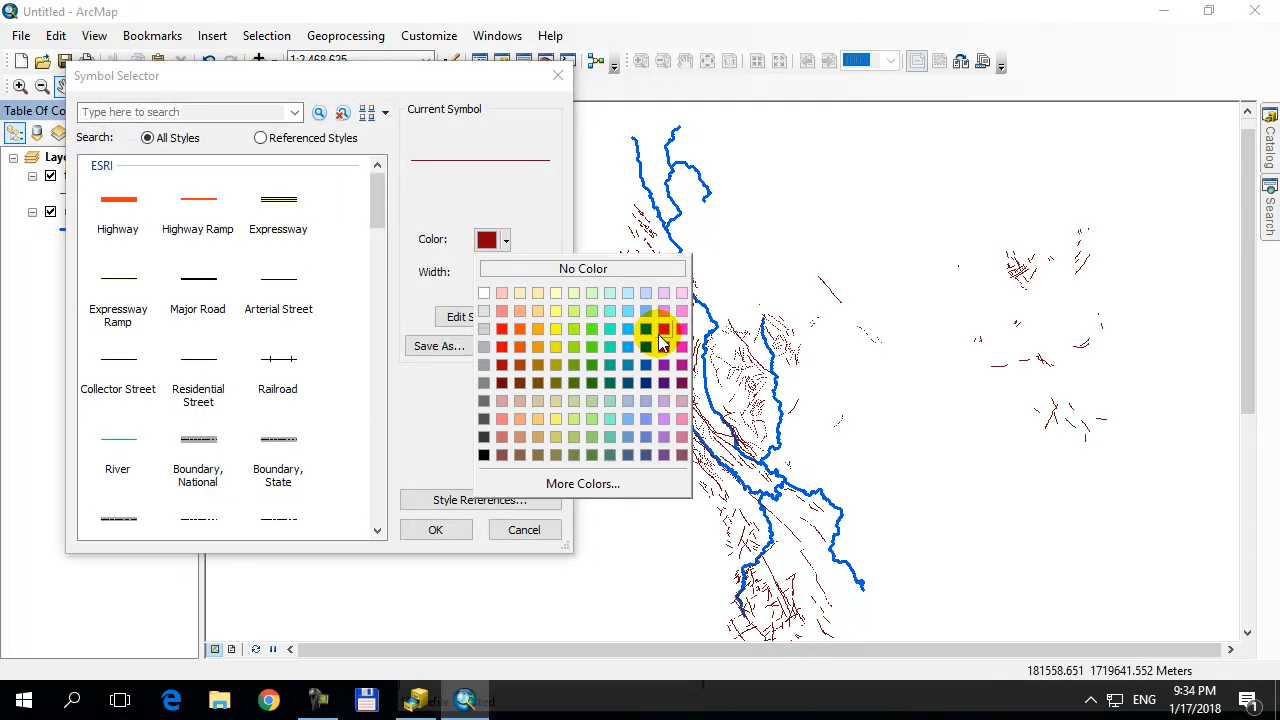 Untitled - ArcMap
File Edit View Bookmarks Insert Selection Geoprocessing Customize Windows Help
1:2,468,625
100%
Symbol Selector
Table Of Co
Type here to search
Search: All Styles Referenced Styles
Current Symbol
Laye
ESRI
Highway Highway Ramp Expressway
Color:
Width:
No Color
Expressway Ramp Major Road Arterial Street
Edit S
Save As...
Collector Street Residential Street Railroad
River Boundary, National Boundary, State
More Colors...
Style References...
OK Cancel
Catalog
Search
181558.651 1719641.552 Meters
ENG
9:34 PM
1/17/2018
1